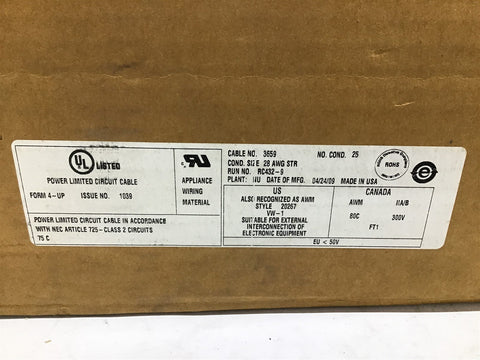 UL LISTED
POWER LIMITED CIRCUIT CABLE
FORM 4-UP ISSUE NO. 1039
APPLIANCE
WIRING
MATERIAL
POWER LIMITED CIRCUIT CABLE IN ACCORDANCE
WITH NEC ARTICLE 725-CLASS 2 CIRCUITS
75 C
CABLE NO. 3659 NO. COND. 25
COND. SIZE 28 AWG STR
RUN NO. RC432-9
PLANT: DATE OF MFG. 04/24/09 MADE IN USA
ROHS
US
ALSO RECOGNIZED AS AWM
STYLE 20267
VW-1
SUITABLE FOR EXTERNAL
INTERCONNECTION OF
ELECTRONIC EQUIPMENT
CANADA
AWM IIA/B
80C 300V
FT1
EU < 50V